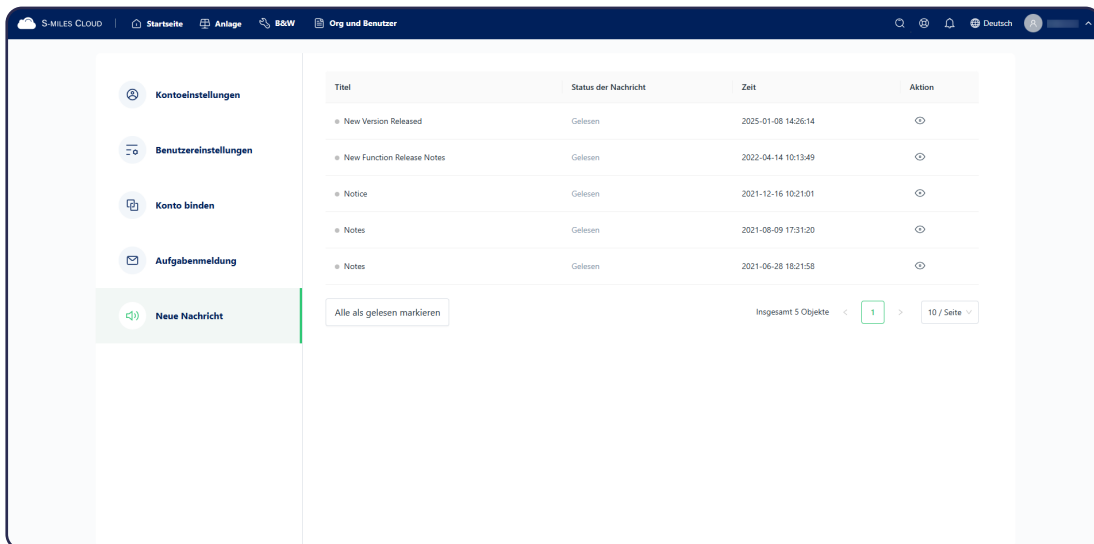 S-MILES CLOUD Startseite Anlage B&W Org und Benutzer Deutsch
Kontoeinstellungen
Benutzereinstellungen
Konto binden
Aufgabenmeldung
Neue Nachricht
Titel Status der Nachricht Zeit Aktion
New Version Released Gelesen 2025-01-08 14:26:14
New Function Release Notes Gelesen 2022-04-14 10:13:49
Notice Gelesen 2021-12-16 10:21:01
Notes Gelesen 2021-08-09 17:31:20
Notes Gelesen 2021-06-28 18:21:58
Alle als gelesen markieren Insgesamt 5 Objekte < 1 > 10 / Seite